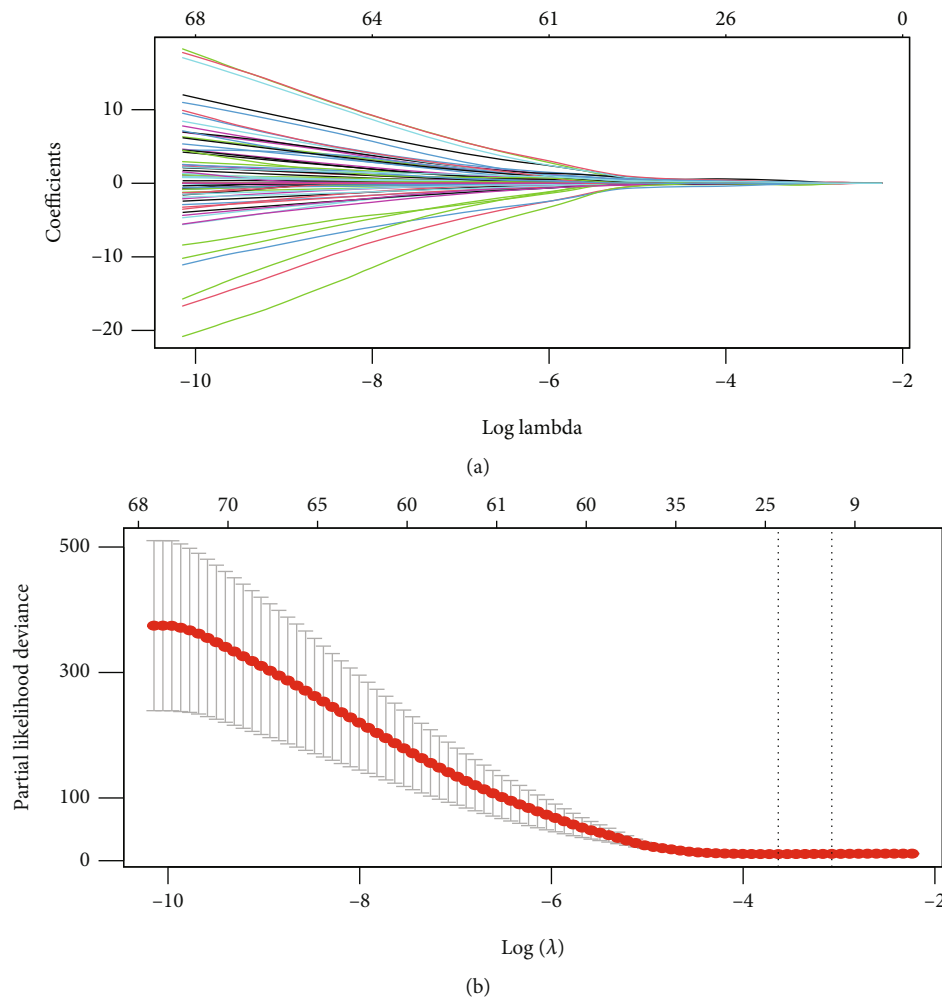 68 64 61 26 0
Coefficients
10
0
–10
–20
–10 –8 –6 –4 –2
Log lambda
(a)
68 70 65 60 61 60 35 25 9
Partial likelihood deviance
500
300
100
0
–10 –8 –6 –4 –2
Log (λ)
(b)